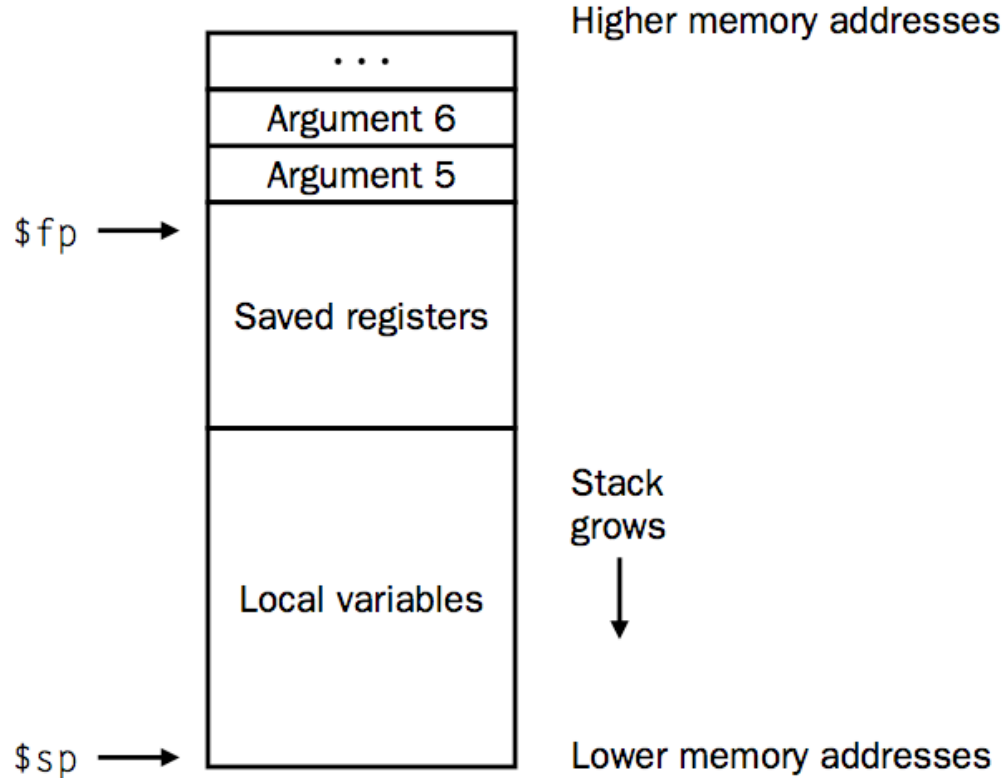 Higher memory addresses
...
Argument 6
Argument 5
$fp
Saved registers
Stack
grows
Local variables
$sp
Lower memory addresses